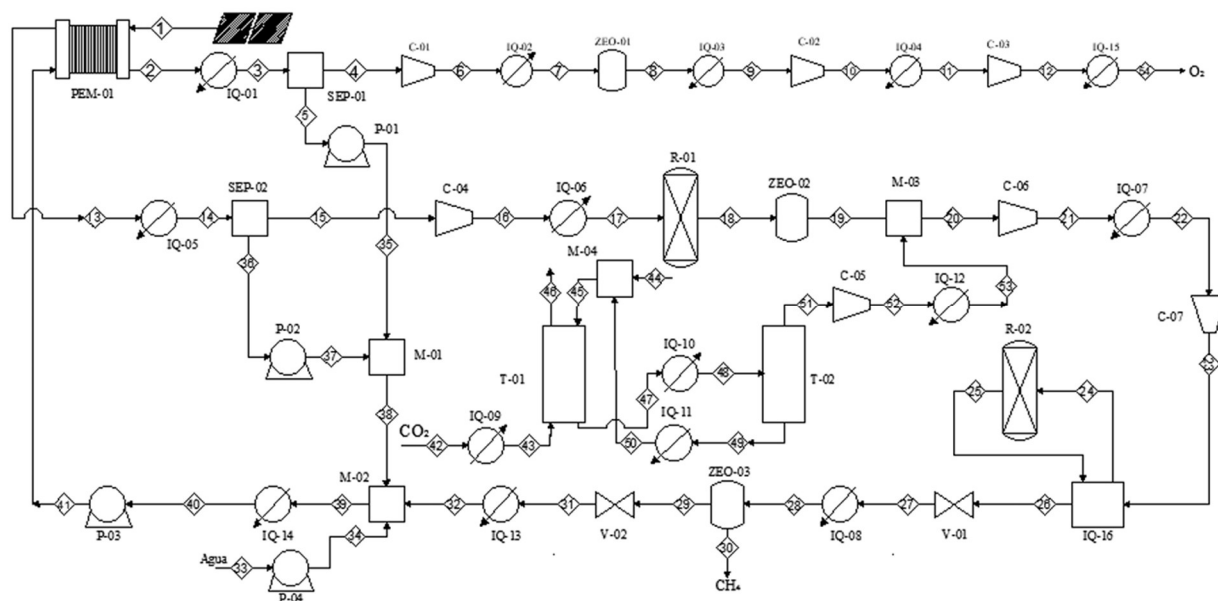 1
C-01
IQ-02
ZEO-01
IQ-03
C-02
IQ-04
C-03
IQ-15
2
3
4
6
7
8
9
10
11
12
54
O₂
PEM-01
IQ-01
SEP-01
5
P-01
R-01
SEP-02
IQ-06
ZEO-02
M-03
C-06
IQ-07
13
14
15
C-04
16
17
18
19
20
21
22
IQ-05
35
M-04
44
36
46
45
C-05
IQ-12
53
51
52
C-07
P-02
37
M-01
T-01
IQ-10
48
T-02
R-02
23
47
IQ-11
25
24
38
CO₂
IQ-09
50
49
42
43
M-02
ZEO-03
41
40
39
32
31
29
28
27
26
P-03
IQ-14
34
IQ-13
V-02
IQ-08
V-01
IQ-16
Agua
33
30
P-04
CH₄